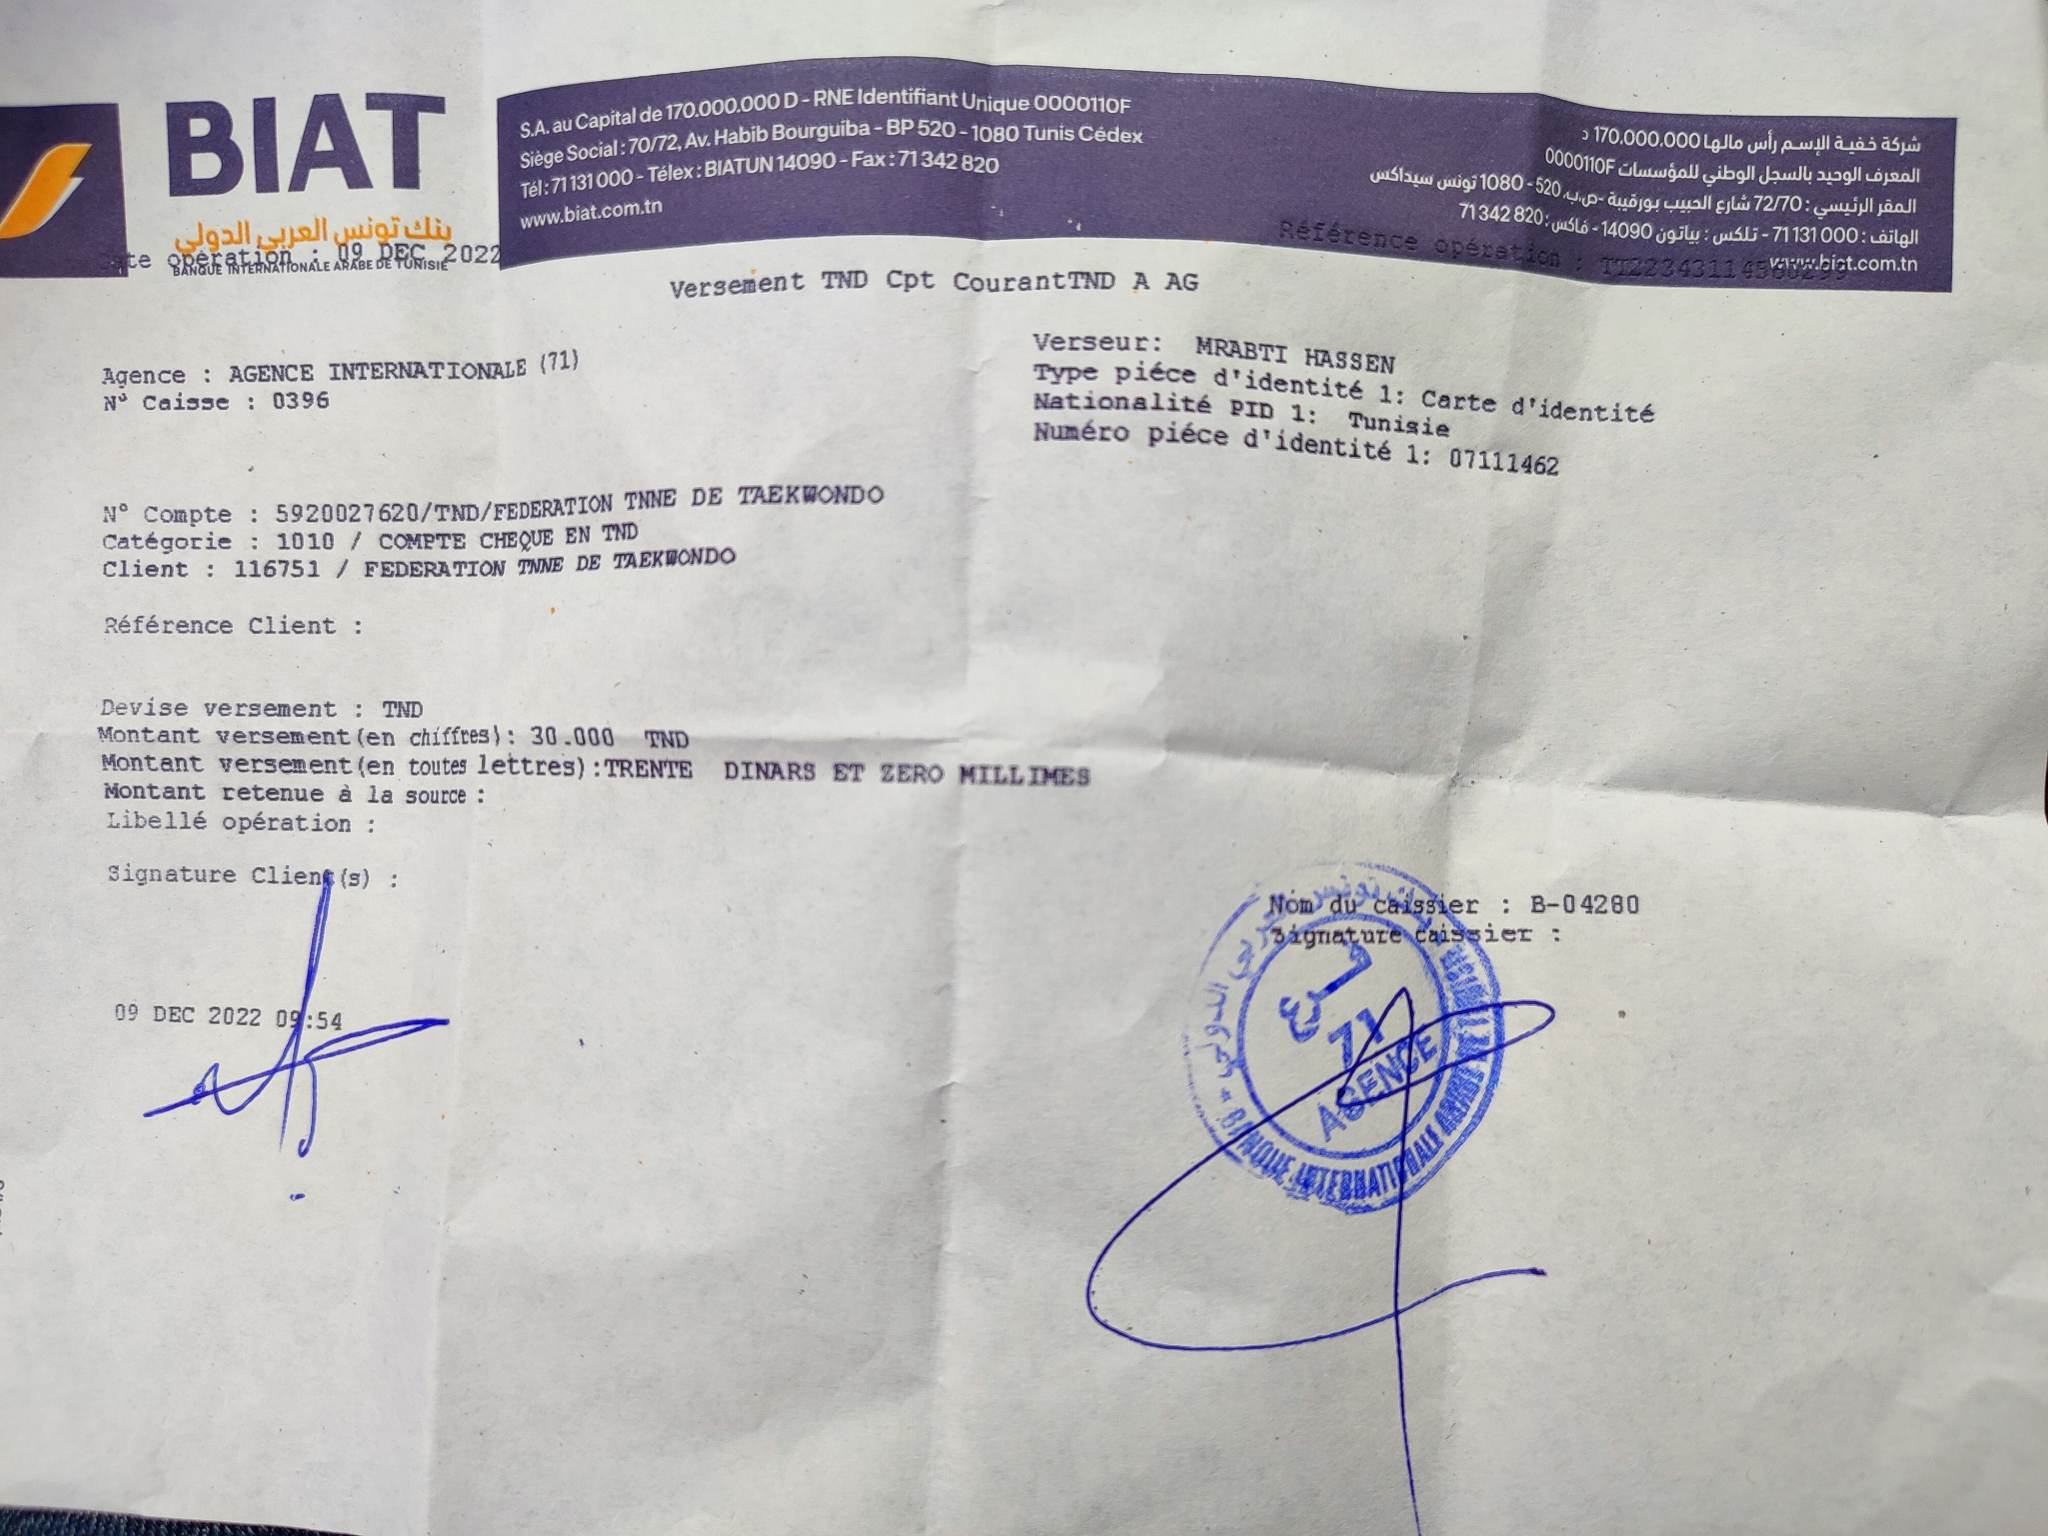 BIAT
بنك تونس العربي الدولي
BANQUE INTERNATIONALE ARABE DE TUNISIE
S.A. au Capital de 170.000.000 D - RNE Identifiant Unique 0000110F
Siège Social : 70/72, Av. Habib Bourguiba - BP 520 - 1080 Tunis Cédex
Tél : 71 131 000 - Télex : BIATUN 14090 - Fax : 71 342 820
www.biat.com.tn
شركة خفية الإسم رأس مالها 170.000.000 د
المعرف الوحيد بالسجل الوطني للمؤسسات 0000110F
المقر الرئيسي : 72/70 شارع الحبيب بورقيبة -ص.ب. 520 - 1080 تونس سيداكس
الهاتف : 71 131 000 - تلكس : بياتون 14090 - فاكس : 71 342 820
www.biat.com.tn
opération : 09 DEC 2022
Référence opération :
Versement TND Cpt CourantTND A AG
Agence : AGENCE INTERNATIONALE (71)
N° Caisse : 0396
Verseur: MRABTI HASSEN
Type piéce d'identité 1: Carte d'identité
Nationalité PID 1: Tunisie
Numéro piéce d'identité 1: 07111462
N° Compte : 5920027620/TND/FEDERATION TNNE DE TAEKWONDO
Catégorie : 1010 / COMPTE CHEQUE EN TND
Client : 116751 / FEDERATION TNNE DE TAEKWONDO
Référence Client :
Devise versement : TND
Montant versement(en chiffres): 30.000 TND
Montant versement(en toutes lettres):TRENTE DINARS ET ZERO MILLIMES
Montant retenue à la source :
Libellé opération :
Signature Client(s) :
Nom du caissier : B-04280
Signature caissier :
09 DEC 2022 09:54
فرع
71
AGENCE
BANQUE INTERNATIONALE ARABE